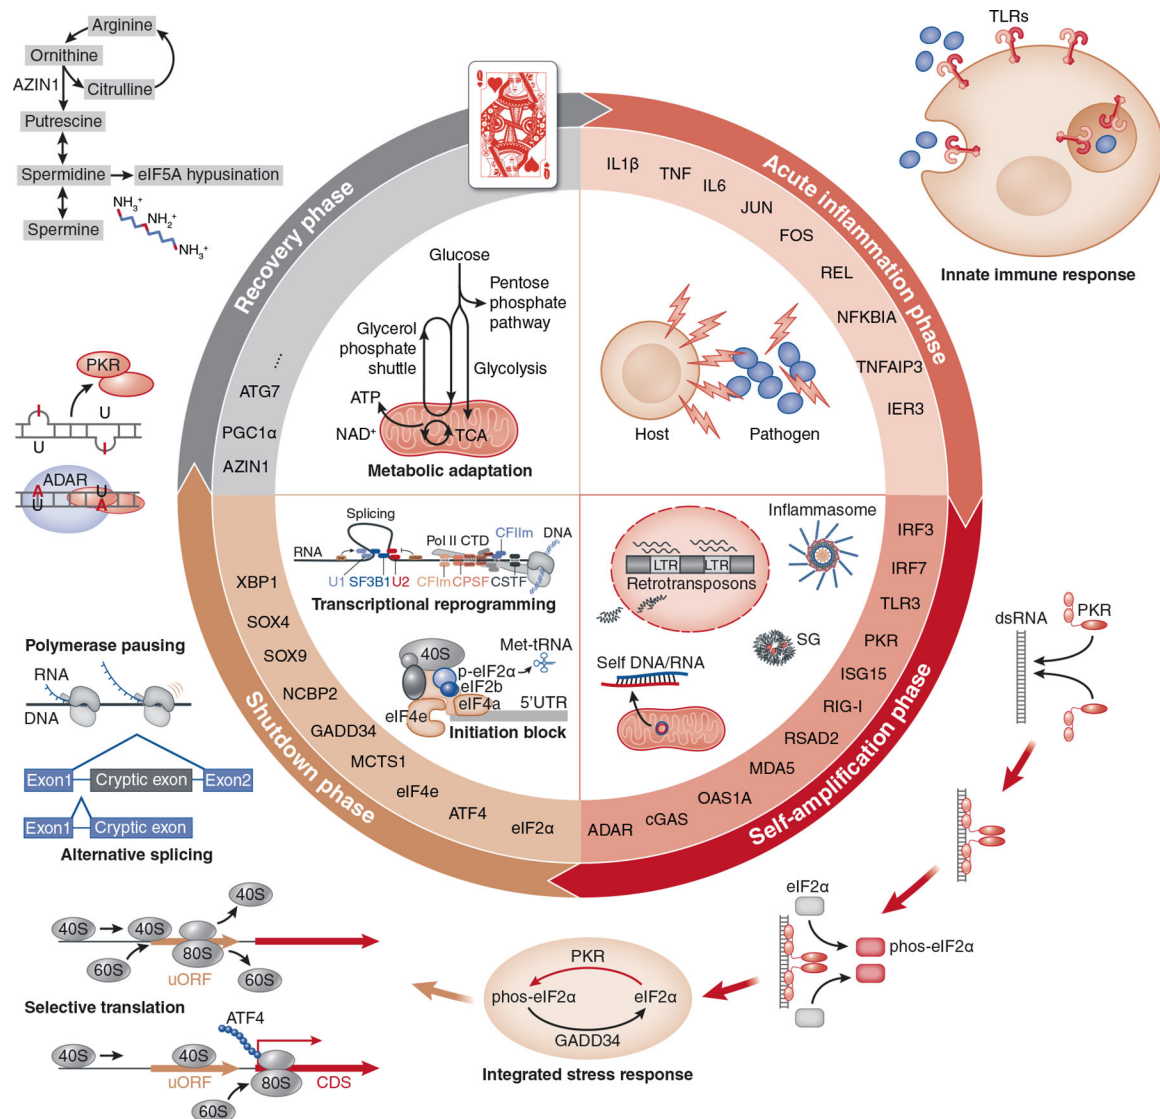 Arginine
Ornithine
AZIN1
Citrulline
Putrescine
Spermidine
eIF5A hypusination
Spermine
NH₃⁺
NH₂⁺
NH₃⁺
Q
Q
TLRs
Innate immune response
Recovery phase
Acute inflammation phase
Self-amplification phase
Shutdown phase
IL1β
TNF
IL6
JUN
FOS
REL
NFKBIA
TNFAIP3
IER3
Host
Pathogen
Glucose
Pentose
phosphate
pathway
Glycerol
phosphate
shuttle
Glycolysis
ATP
NAD⁺
TCA
Metabolic adaptation
...
ATG7
PGC1α
AZIN1
PKR
I
U
U
I
ADAR
A
U
U
A
Splicing
RNA
Pol II CTD
CFIIm
DNA
U1
SF3B1
U2
CFIm
CPSF
CSTF
Transcriptional reprogramming
40S
Met-tRNA
p-eIF2α
eIF2b
eIF4a
eIF4e
5'UTR
Initiation block
XBP1
SOX4
SOX9
NCBP2
GADD34
MCTS1
eIF4e
ATF4
eIF2α
Inflammasome
LTR
LTR
Retrotransposons
SG
Self DNA/RNA
IRF3
IRF7
TLR3
PKR
ISG15
RIG-I
RSAD2
MDA5
OAS1A
cGAS
ADAR
dsRNA
PKR
eIF2α
phos-eIF2α
PKR
phos-eIF2α
eIF2α
GADD34
Integrated stress response
Polymerase pausing
RNA
DNA
Exon1
Cryptic exon
Exon2
Exon1
Cryptic exon
Alternative splicing
40S
40S
40S
60S
80S
60S
uORF
Selective translation
ATF4
40S
40S
80S
60S
uORF
CDS